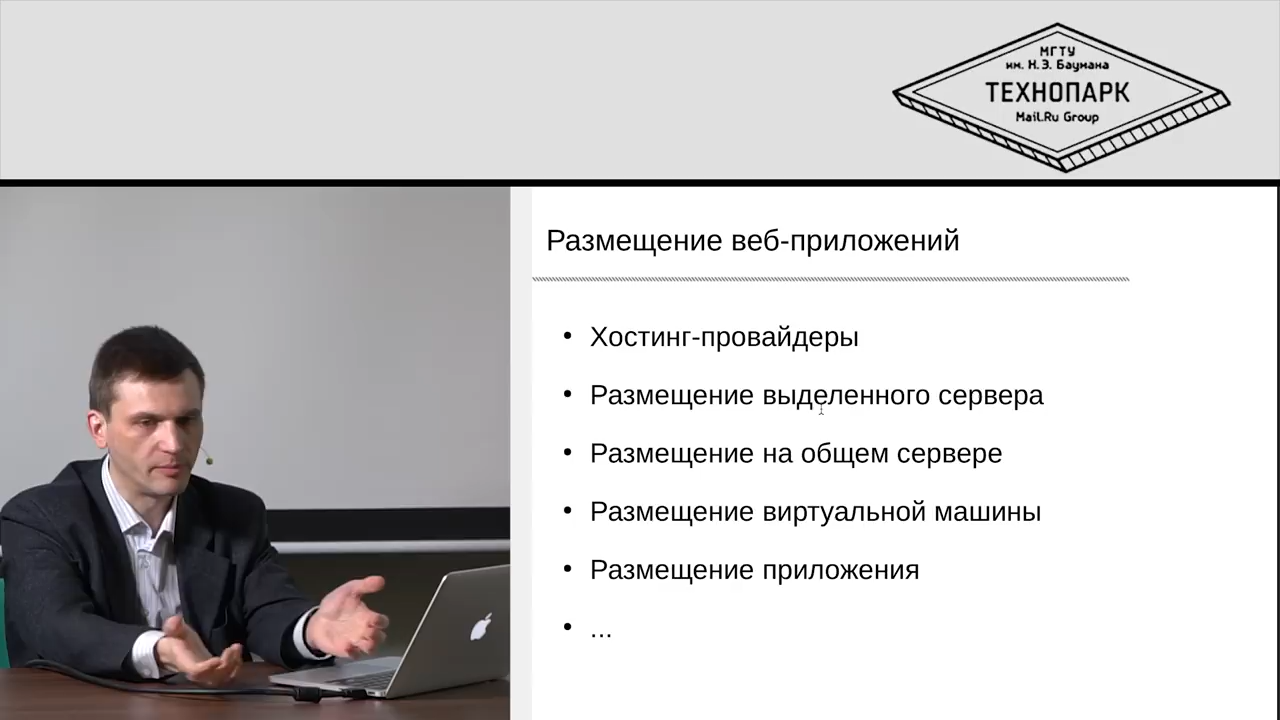 МГТУ
им. Н.Э. Баумана
ТЕХНОПАРК
Mail.Ru Group
Размещение веб-приложений
• Хостинг-провайдеры
• Размещение выделенного сервера
• Размещение на общем сервере
• Размещение виртуальной машины
• Размещение приложения
• ...